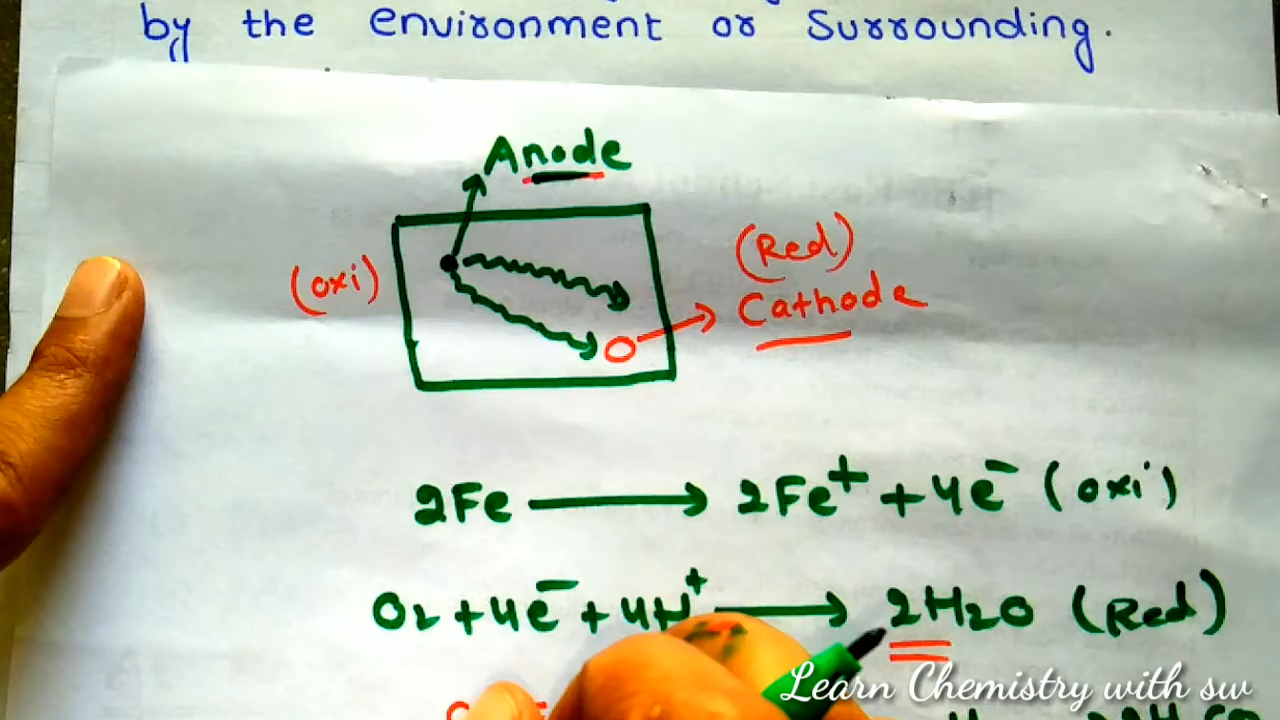 by the environment or Surrounding.
Anode
(oxi)
(Red)
Cathode
2Fe → 2Fe⁺ + 4e⁻ (oxi)
O₂ + 4e⁻ + 4H⁺ → 2H₂O (Red)
Learn Chemistry with sw